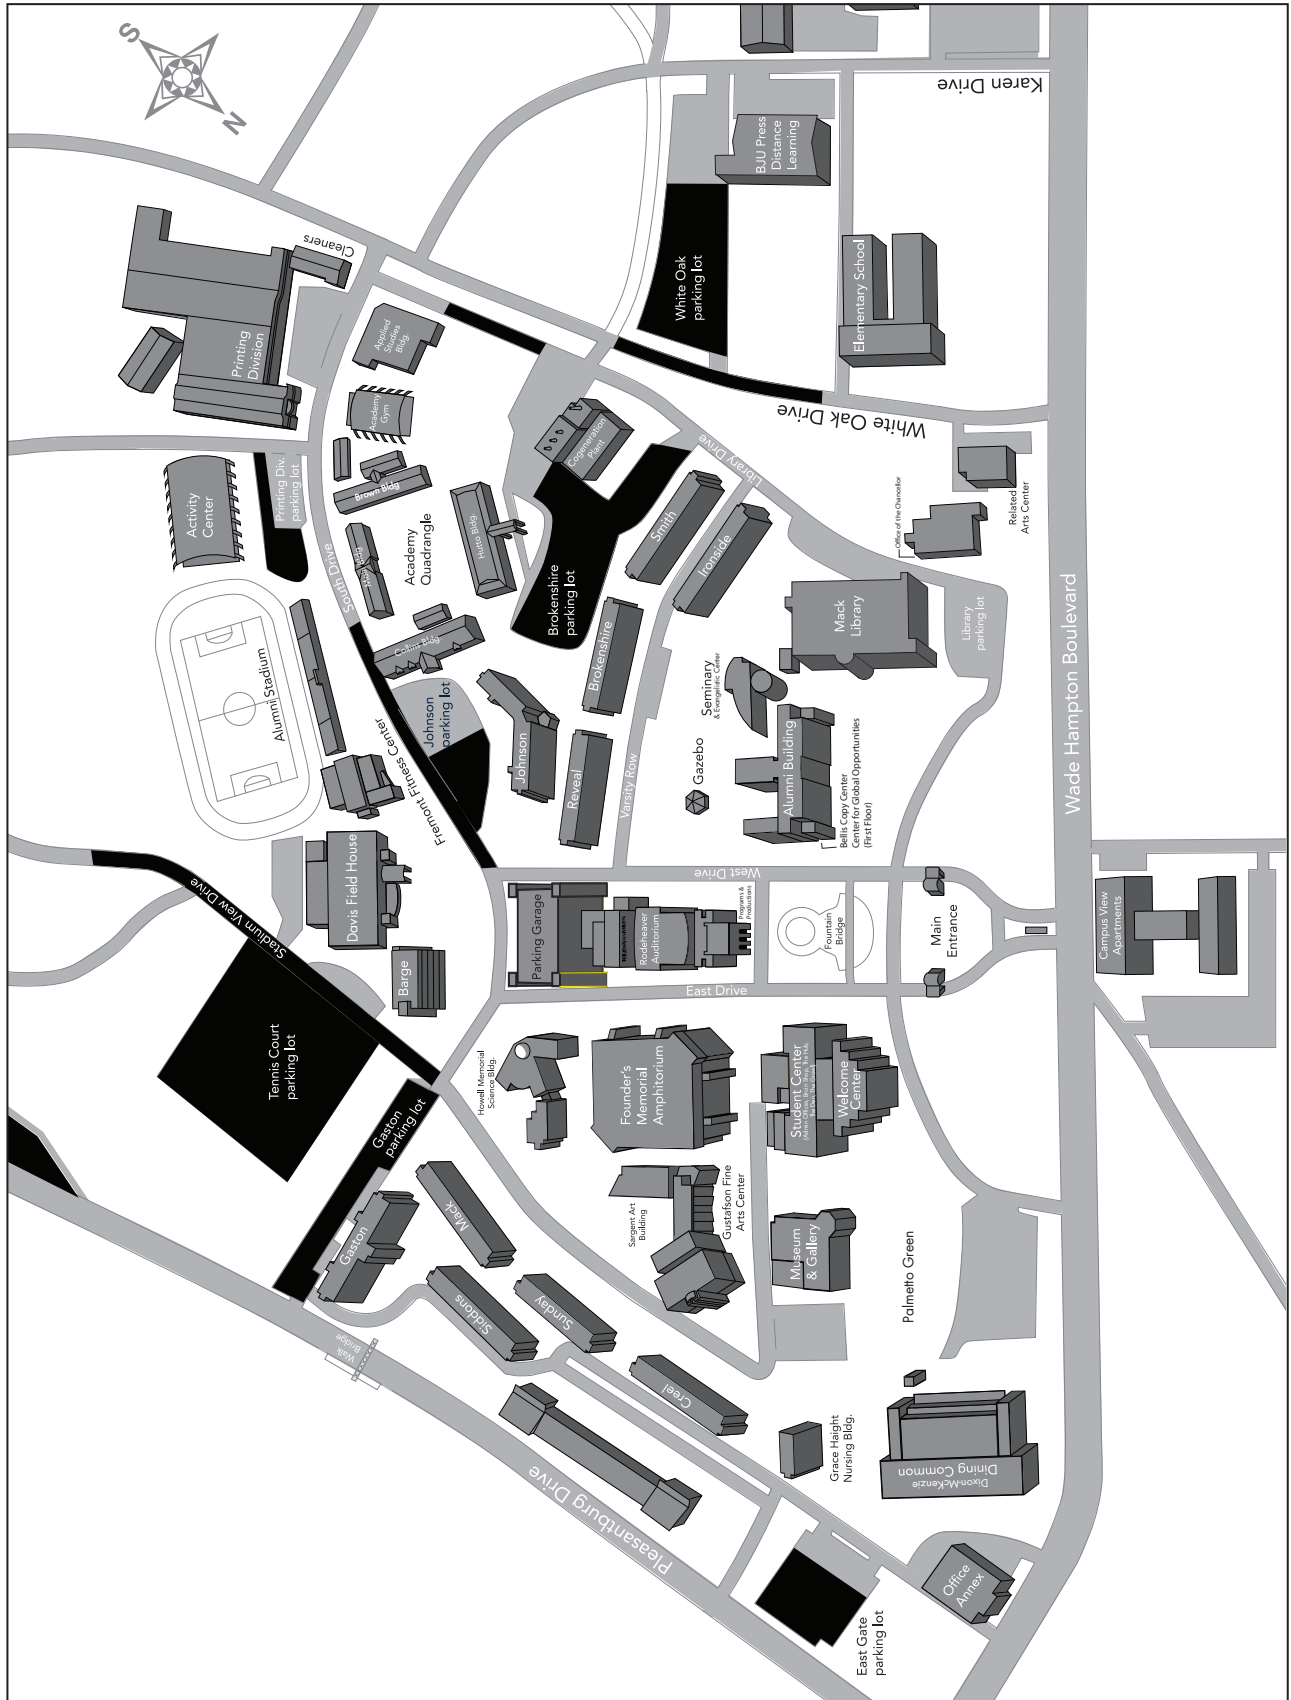 S
N
Karen Drive
BJU Press
Distance
Learning
Cleaners
White Oak
parking lot
Elementary School
Printing
Division
Applied
Studies
Bldg.
Academy
Gym
White Oak Drive
Cogeneration
Plant
Library Drive
Activity
Center
Printing Div.
parking lot
Brown Bldg
Hutto Bldg.
Academy
Quadrangle
Smith
Ironside
Office of the Chancellor
Related
Arts Center
South Drive
Brokenshire
parking lot
Mack
Library
Library
parking lot
Wade Hampton Boulevard
Collins Bldg.
Brokenshire
Alumni Stadium
Seminary
& Evangelistic Center
Johnson
parking lot
Johnson
Gazebo
Alumni Building
Fremont Fitness Center
Reveal
Varsity Row
Bellis Copy Center
Center for Global Opportunities
(First Floor)
West Drive
Stadium View Drive
Davis Field House
Parking Garage
Rodeheaver
Auditorium
Programs &
Productions
Fountain
Bridge
Main
Entrance
Campus View
Apartments
Barge
East Drive
Tennis Court
parking lot
Howell Memorial
Science Bldg.
Founder's
Memorial
Amphitorium
Student Center
Welcome
Center
Gaston
parking lot
Gaston
Mack
Sargent Art
Building
Gustafson Fine
Arts Center
Museum
& Gallery
Palmetto Green
Siddons
Sunday
Walk
Bridge
Creel
Grace Haight
Nursing Bldg.
Dixon-McKenzie
Dining Common
Pleasantburg Drive
Office
Annex
East Gate
parking lot